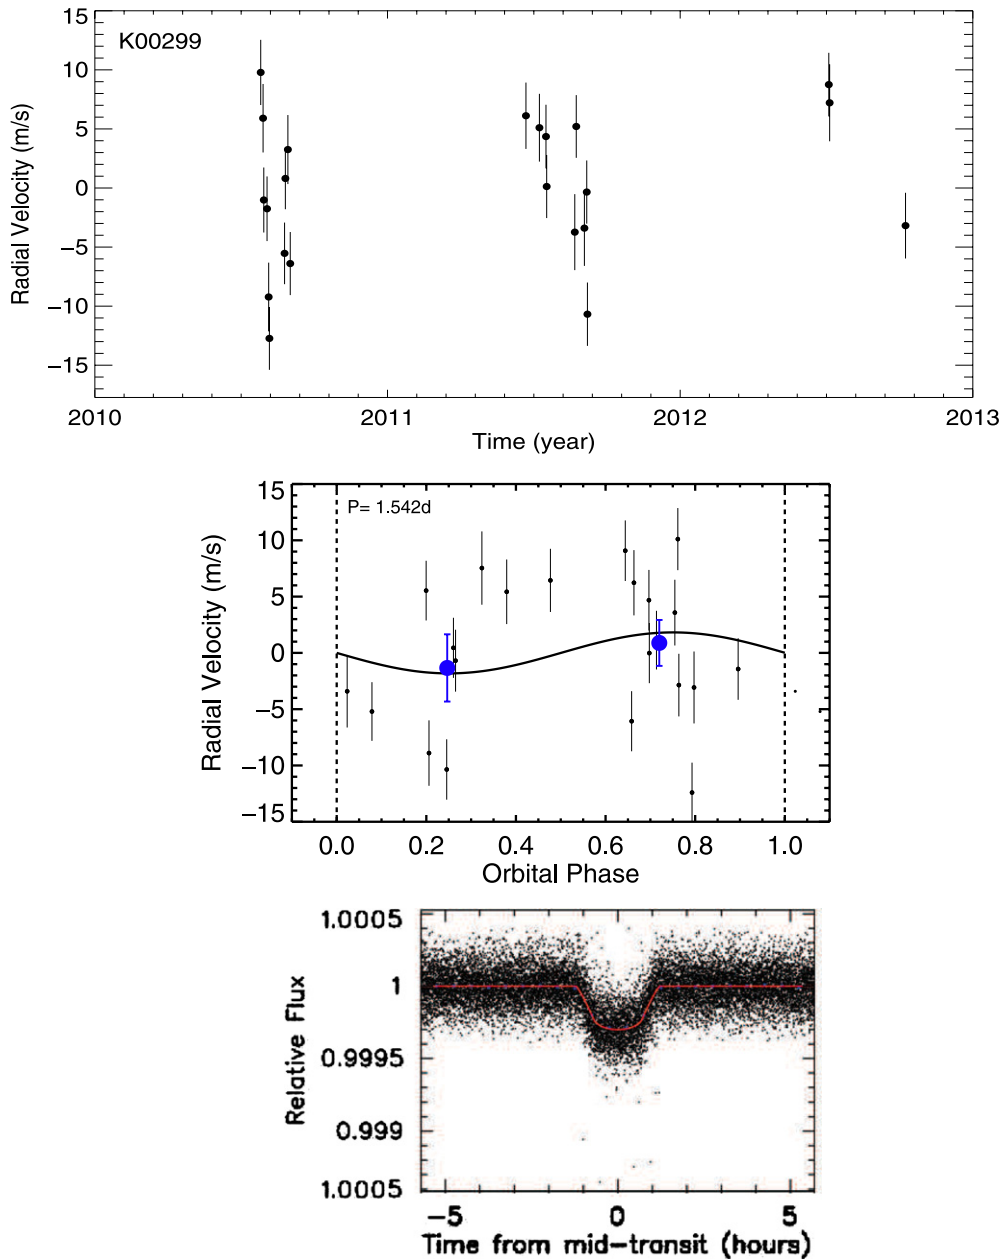 15
K00299
10
5
0
−5
−10
−15
Radial Velocity (m/s)
2010 2011 2012 2013
Time (year)
15
P= 1.542d
10
5
0
−5
−10
−15
Radial Velocity (m/s)
0.0 0.2 0.4 0.6 0.8 1.0
Orbital Phase
1.0005
1
0.9995
0.999
1.0005
Relative Flux
−5 0 5
Time from mid−transit (hours)